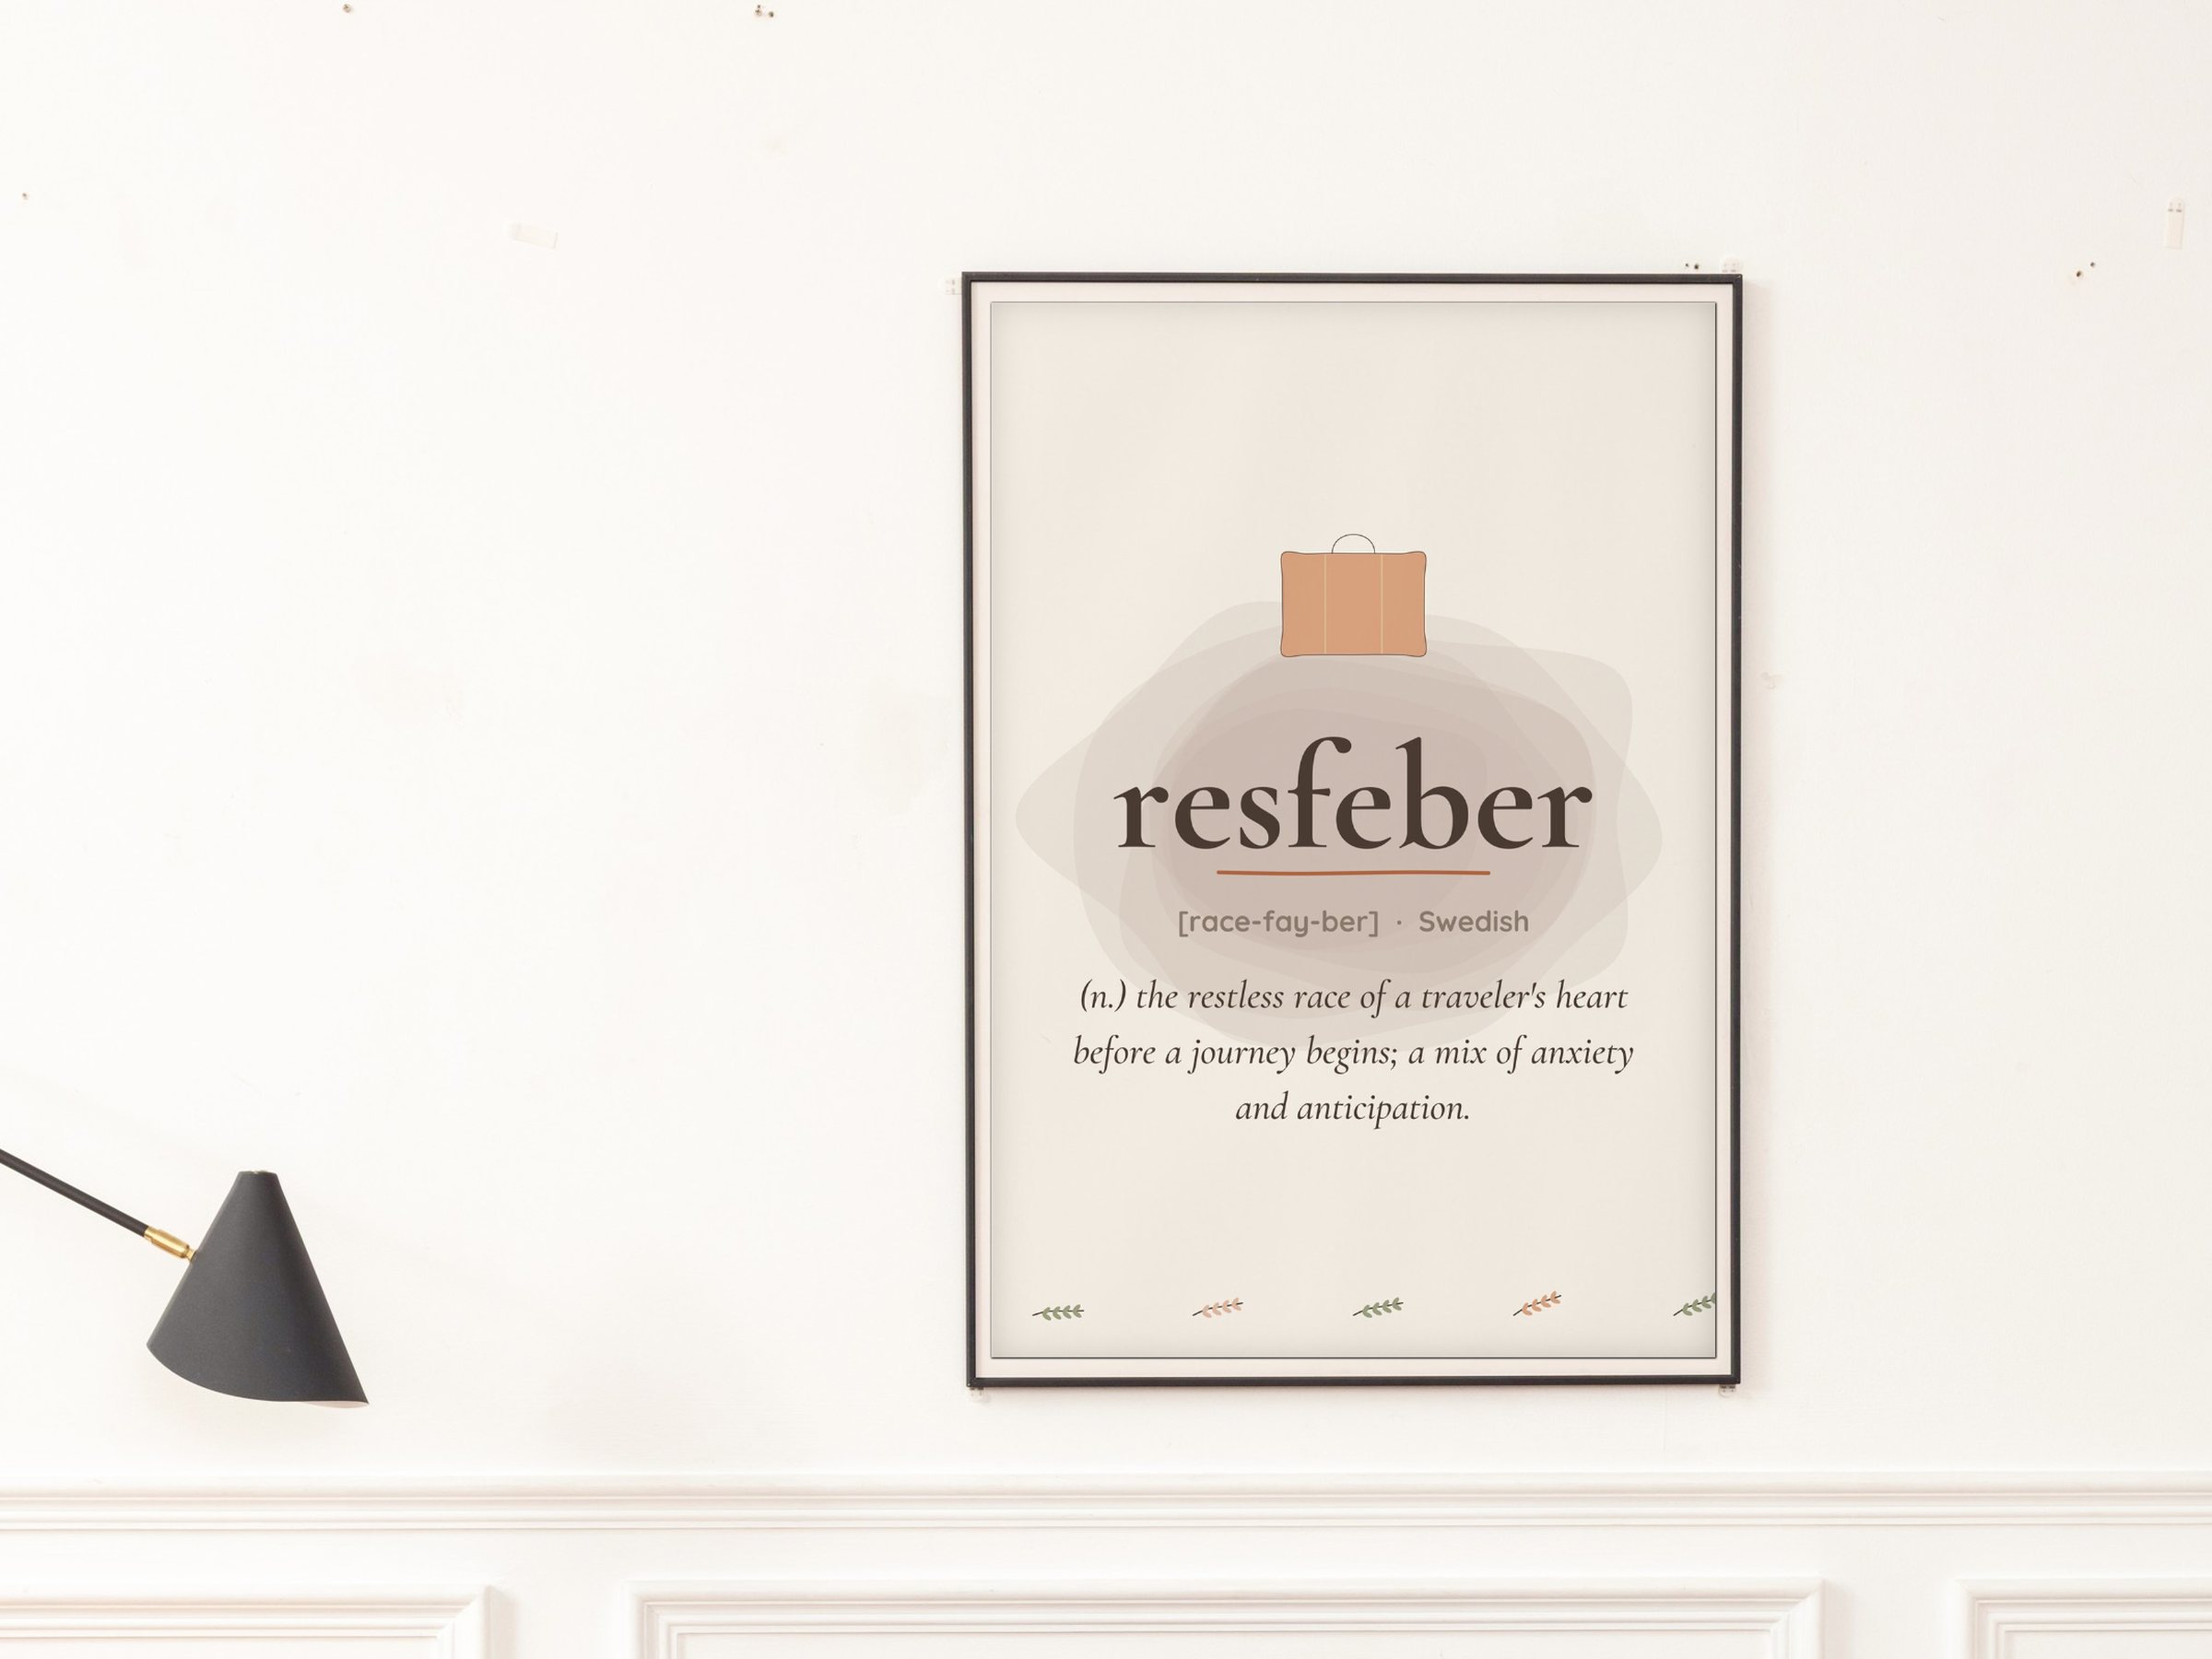 resfeber
[race-fay-ber] · Swedish
(n.) the restless race of a traveler's heart
before a journey begins; a mix of anxiety
and anticipation.